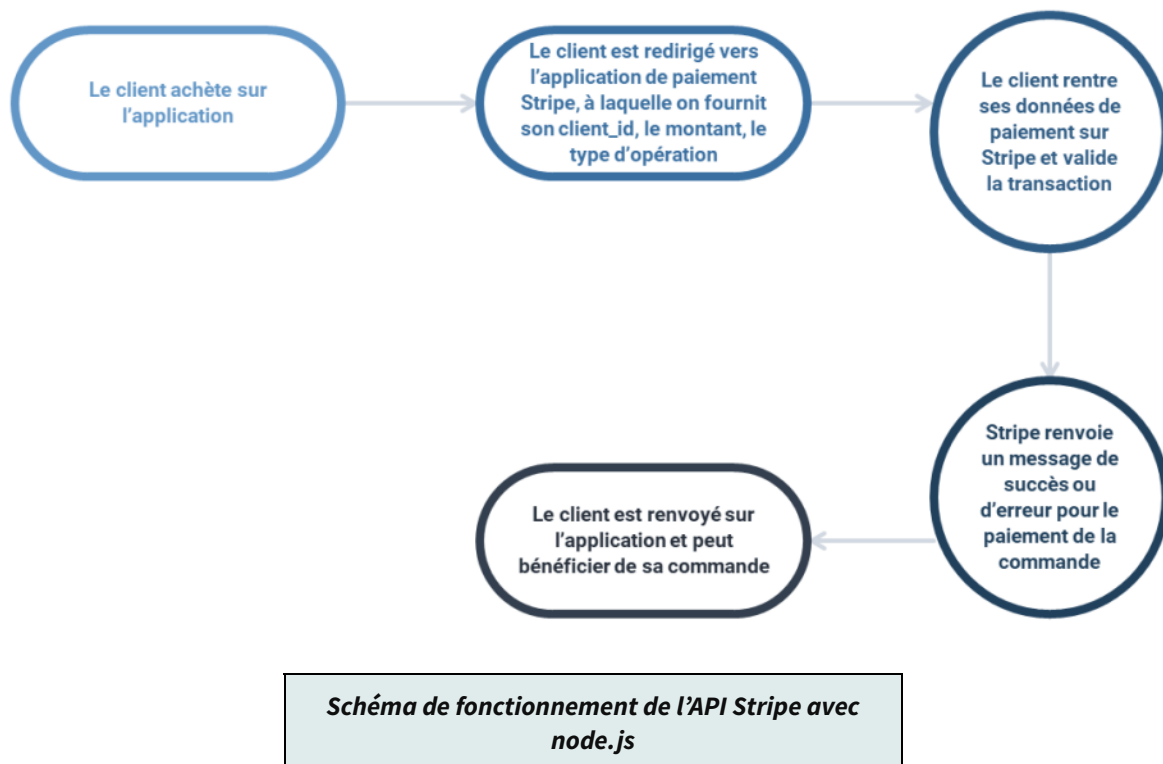 Le client achète sur
l'application
Le client est redirigé vers
l'application de paiement
Stripe, à laquelle on fournit
son client_id, le montant, le
type d'opération
Le client rentre
ses données de
paiement sur
Stripe et valide
la transaction
Stripe renvoie
un message de
succès ou
d'erreur pour le
paiement de la
commande
Le client est renvoyé sur
l'application et peut
bénéficier de sa commande
Schéma de fonctionnement de l'API Stripe avec
node.js